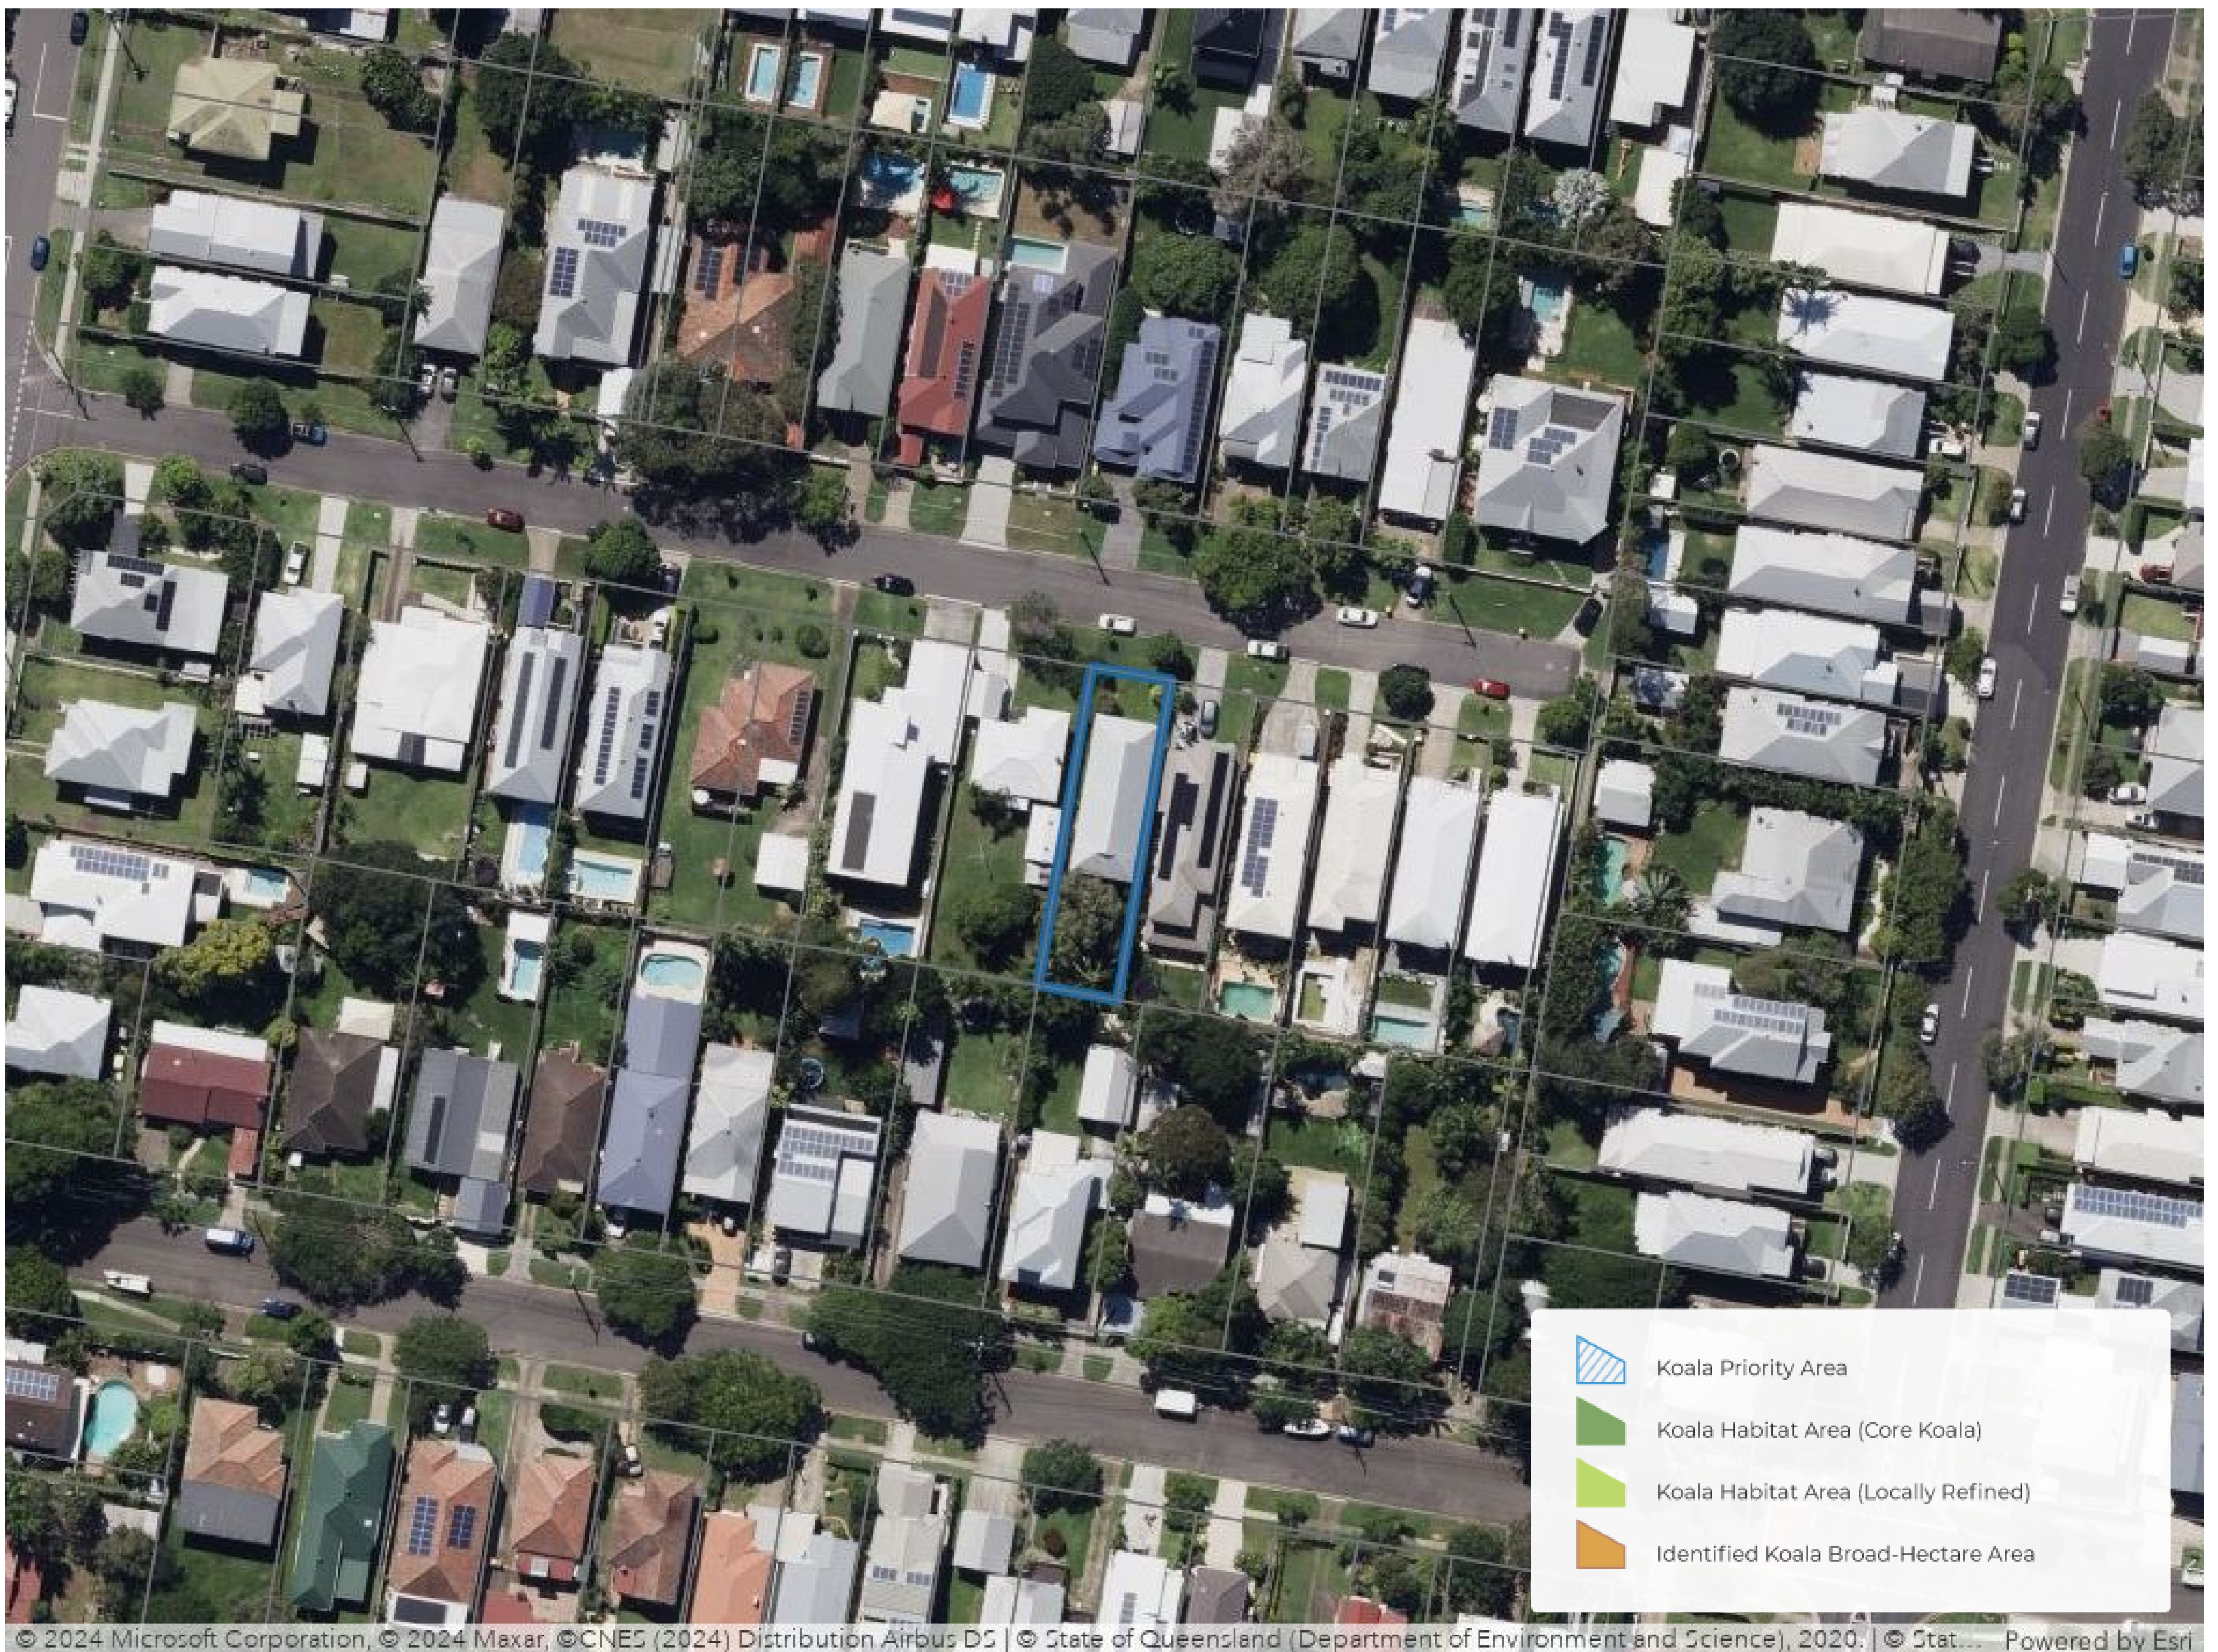 Koala Priority Area
Koala Habitat Area (Core Koala)
Koala Habitat Area (Locally Refined)
Identified Koala Broad-Hectare Area
© 2024 Microsoft Corporation, © 2024 Maxar, ©CNES (2024) Distribution Airbus DS | © State of Queensland (Department of Environment and Science), 2020. | © Stat... Powered by Esri